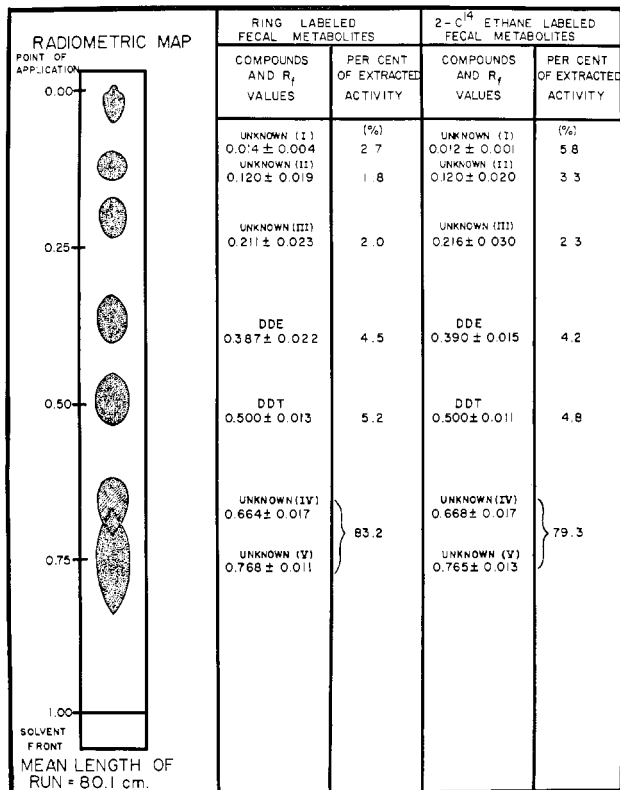 RADIOMETRIC MAP
POINT OF
APPLICATION
0.00
0.25
0.50
0.75
1.00
SOLVENT
FRONT
MEAN LENGTH OF
RUN = 80.1 cm.
RING LABELED
FECAL METABOLITES
2-C14 ETHANE LABELED
FECAL METABOLITES
COMPOUNDS
AND Rf
VALUES
PER CENT
OF EXTRACTED
ACTIVITY
COMPOUNDS
AND Rf
VALUES
PER CENT
OF EXTRACTED
ACTIVITY
(%) (%)
UNKNOWN (I) UNKNOWN (I)
0.014 ± 0.004 2.7 0.012 ± 0.001 5.8
UNKNOWN (II) UNKNOWN (II)
0.120 ± 0.019 1.8 0.120 ± 0.020 3.3
UNKNOWN (III) UNKNOWN (III)
0.211 ± 0.023 2.0 0.216 ± 0.030 2.3
DDE DDE
0.387 ± 0.022 4.5 0.390 ± 0.015 4.2
DDT DDT
0.500 ± 0.013 5.2 0.500 ± 0.011 4.8
UNKNOWN (IV) UNKNOWN (IV)
0.664 ± 0.017 0.668 ± 0.017
83.2 79.3
UNKNOWN (V) UNKNOWN (V)
0.768 ± 0.011 0.765 ± 0.013